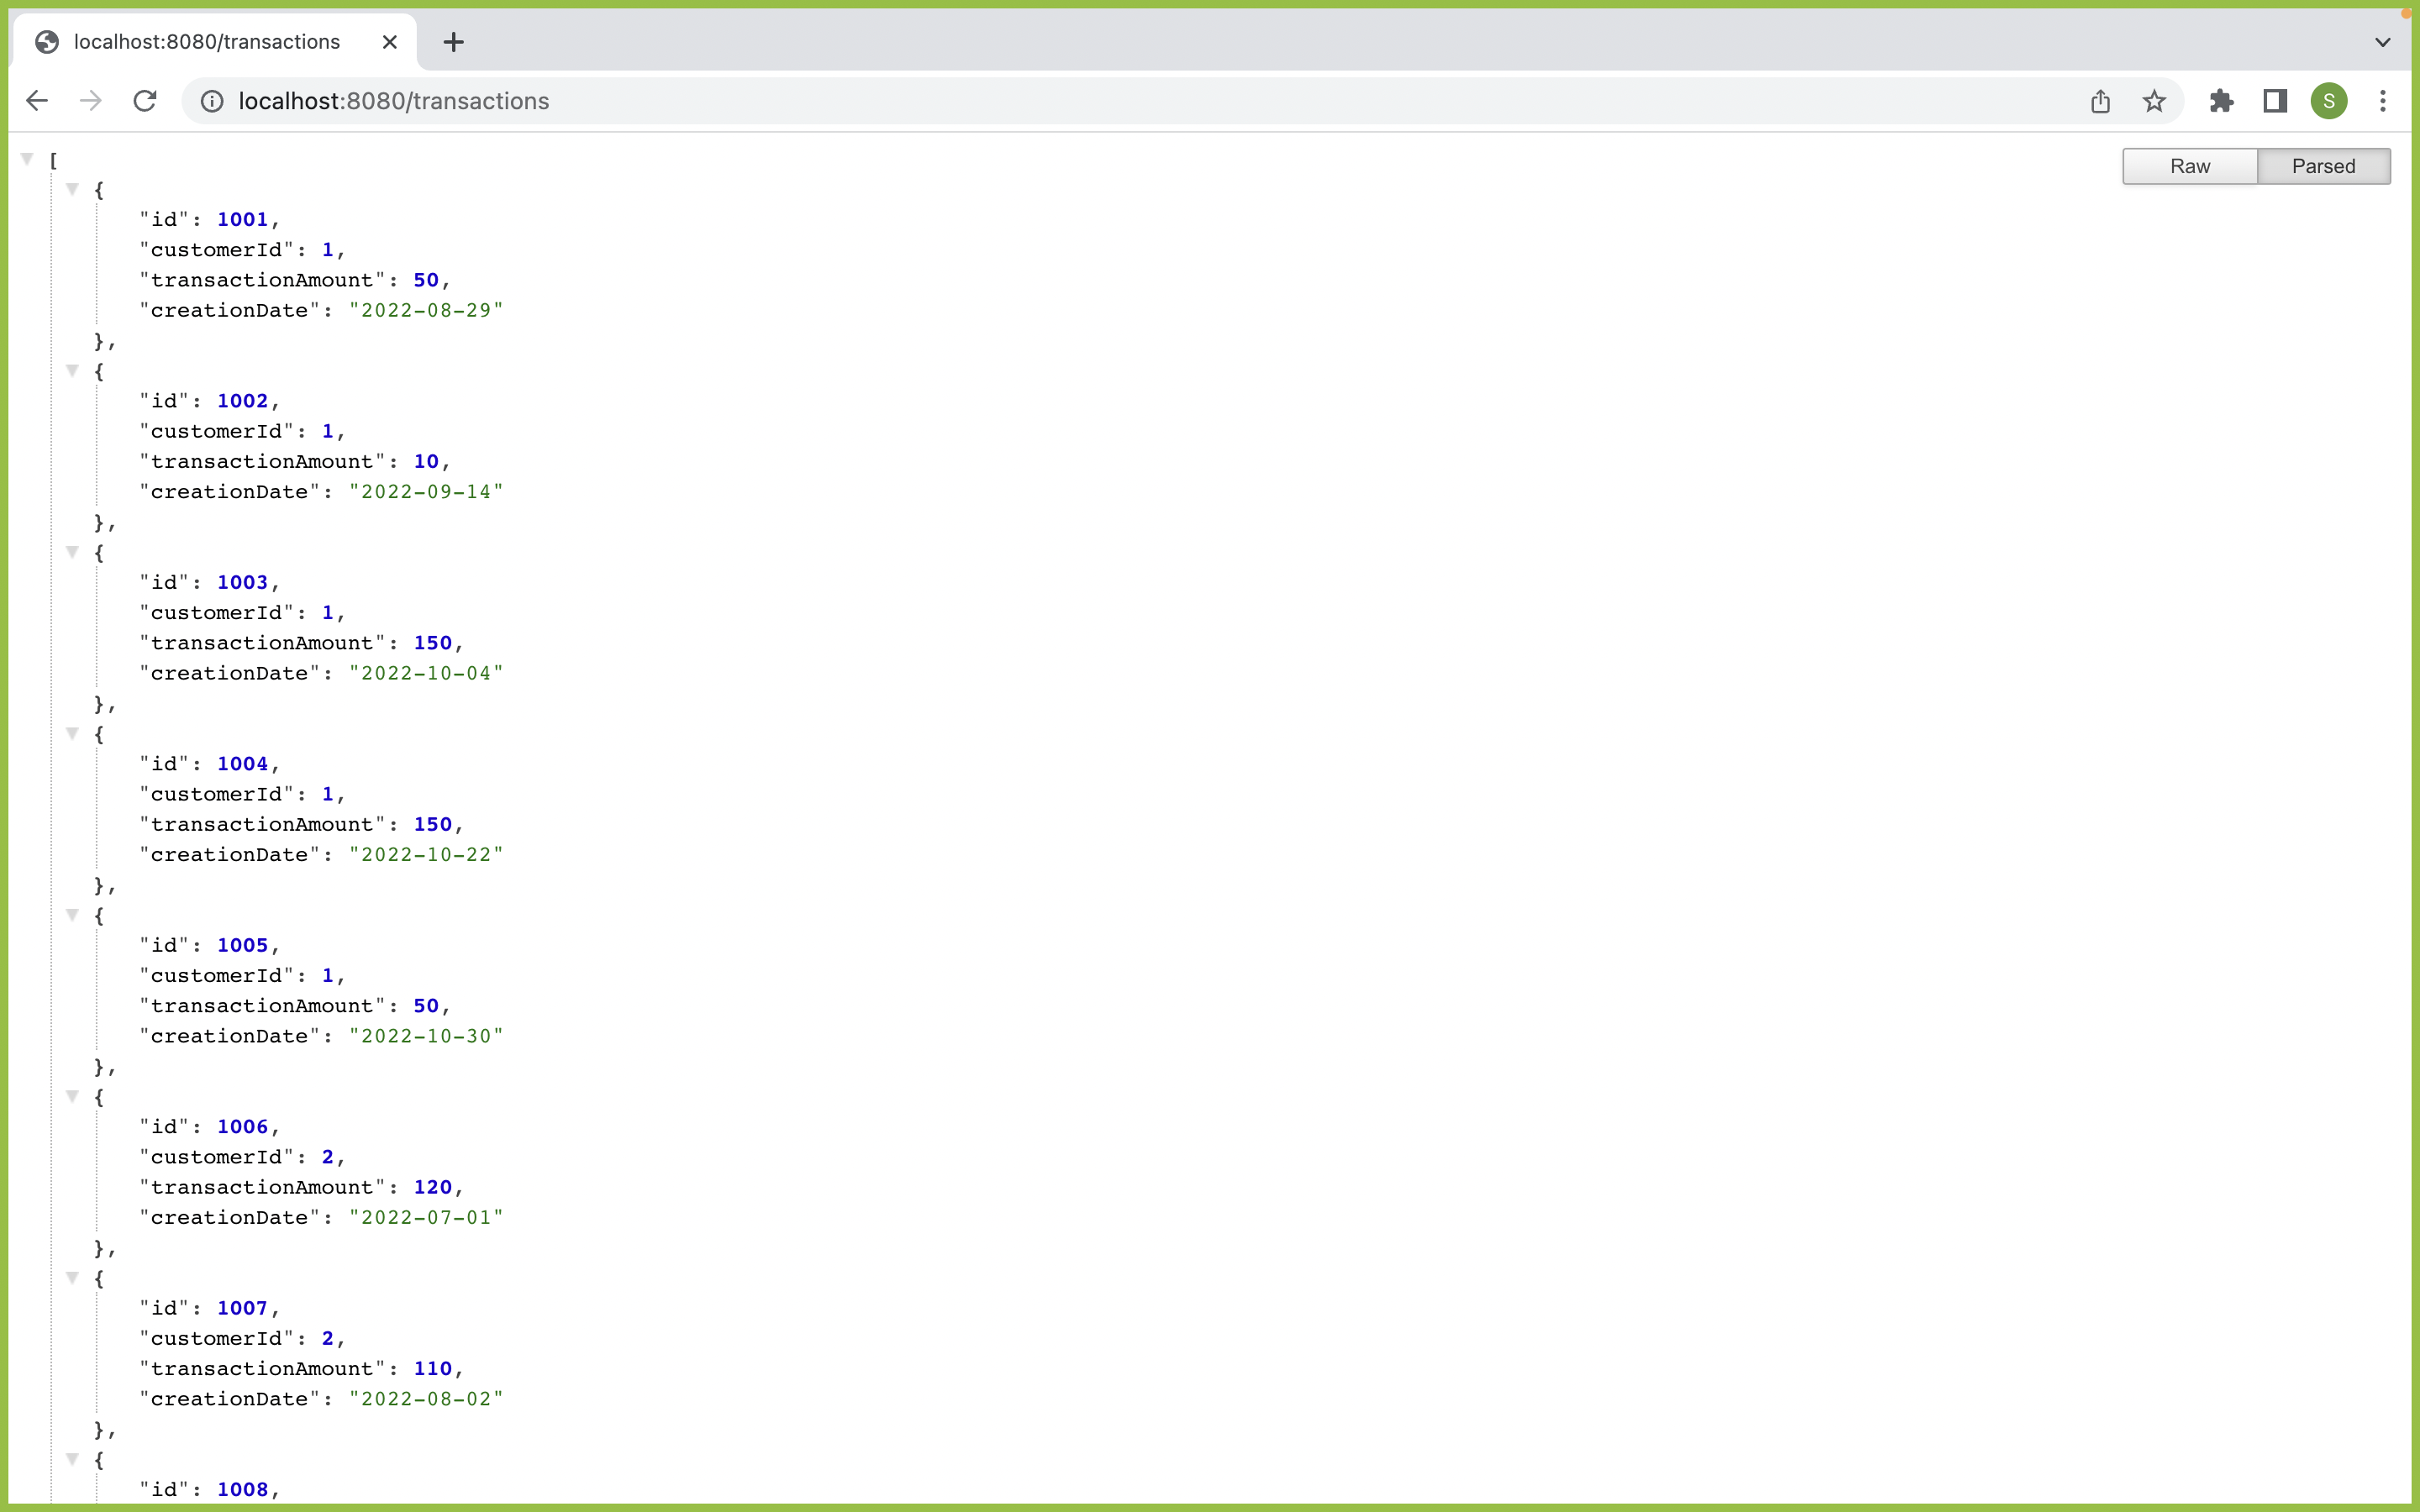 localhost:8080/transactions
localhost:8080/transactions
S
Raw Parsed
[
{
"id": 1001,
"customerId": 1,
"transactionAmount": 50,
"creationDate": "2022-08-29"
},
{
"id": 1002,
"customerId": 1,
"transactionAmount": 10,
"creationDate": "2022-09-14"
},
{
"id": 1003,
"customerId": 1,
"transactionAmount": 150,
"creationDate": "2022-10-04"
},
{
"id": 1004,
"customerId": 1,
"transactionAmount": 150,
"creationDate": "2022-10-22"
},
{
"id": 1005,
"customerId": 1,
"transactionAmount": 50,
"creationDate": "2022-10-30"
},
{
"id": 1006,
"customerId": 2,
"transactionAmount": 120,
"creationDate": "2022-07-01"
},
{
"id": 1007,
"customerId": 2,
"transactionAmount": 110,
"creationDate": "2022-08-02"
},
{
"id": 1008,